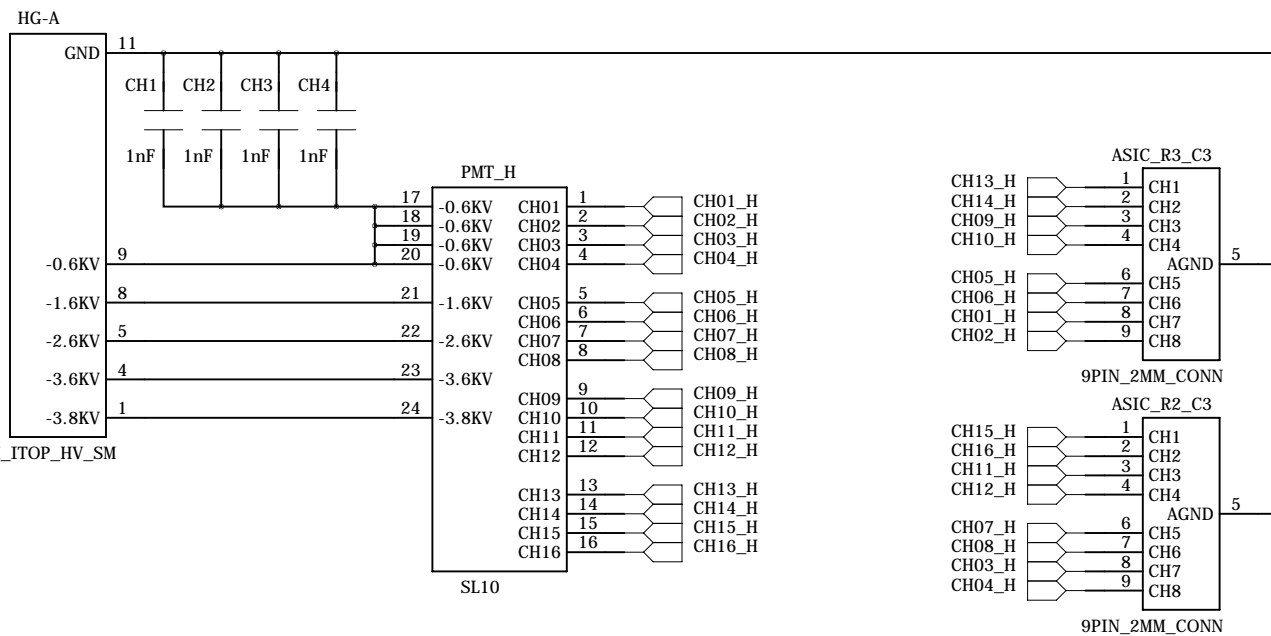 HG-A
GND 11
CH1 CH2 CH3 CH4
1nF 1nF 1nF 1nF
-0.6KV 9
-1.6KV 8
-2.6KV 5
-3.6KV 4
-3.8KV 1
_ITOP_HV_SM
PMT_H
17 -0.6KV CH01 1 CH01_H
18 -0.6KV CH02 2 CH02_H
19 -0.6KV CH03 3 CH03_H
20 -0.6KV CH04 4 CH04_H
21 -1.6KV CH05 5 CH05_H
CH06 6 CH06_H
22 -2.6KV CH07 7 CH07_H
CH08 8 CH08_H
23 -3.6KV
CH09 9 CH09_H
24 -3.8KV CH10 10 CH10_H
CH11 11 CH11_H
CH12 12 CH12_H
CH13 13 CH13_H
CH14 14 CH14_H
CH15 15 CH15_H
CH16 16 CH16_H
SL10
ASIC_R3_C3
CH13_H 1 CH1
CH14_H 2 CH2
CH09_H 3 CH3
CH10_H 4 CH4
AGND 5
CH05_H 6 CH5
CH06_H 7 CH6
CH01_H 8 CH7
CH02_H 9 CH8
9PIN_2MM_CONN
ASIC_R2_C3
CH15_H 1 CH1
CH16_H 2 CH2
CH11_H 3 CH3
CH12_H 4 CH4
AGND 5
CH07_H 6 CH5
CH08_H 7 CH6
CH03_H 8 CH7
CH04_H 9 CH8
9PIN_2MM_CONN